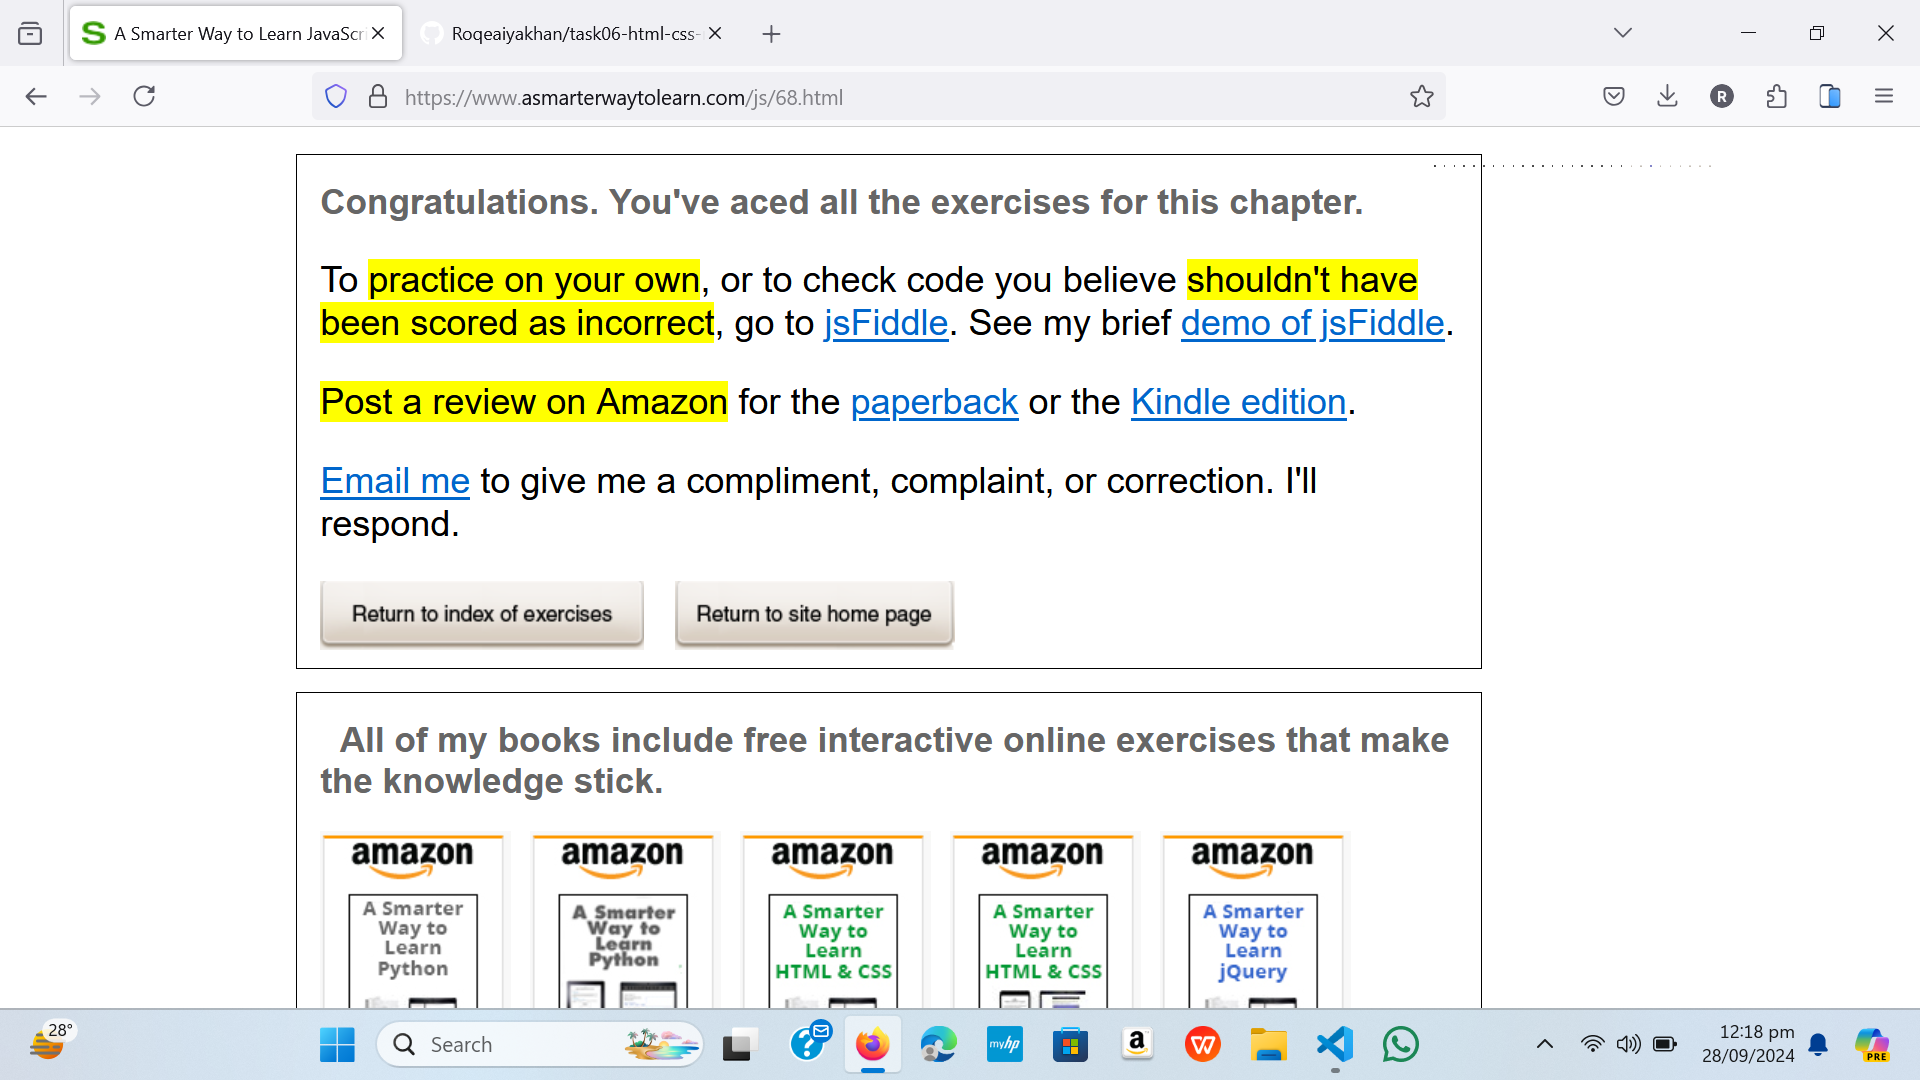 A Smarter Way to Learn JavaScri
Roqeaiyakhan/task06-html-css-
https://www.asmarterwaytolearn.com/js/68.html
R
Congratulations. You've aced all the exercises for this chapter.
To practice on your own, or to check code you believe shouldn't have
been scored as incorrect, go to jsFiddle. See my brief demo of jsFiddle.
Post a review on Amazon for the paperback or the Kindle edition.
Email me to give me a compliment, complaint, or correction. I'll
respond.
Return to index of exercises
Return to site home page
All of my books include free interactive online exercises that make
the knowledge stick.
amazon
A Smarter
Way to
Learn
Python
amazon
A Smarter
Way to
Learn
Python
amazon
A Smarter
Way to
Learn
HTML & CSS
amazon
A Smarter
Way to
Learn
HTML & CSS
amazon
A Smarter
Way to
Learn
jQuery
28°
Search
myhp
a
W
PRE
12:18 pm
28/09/2024